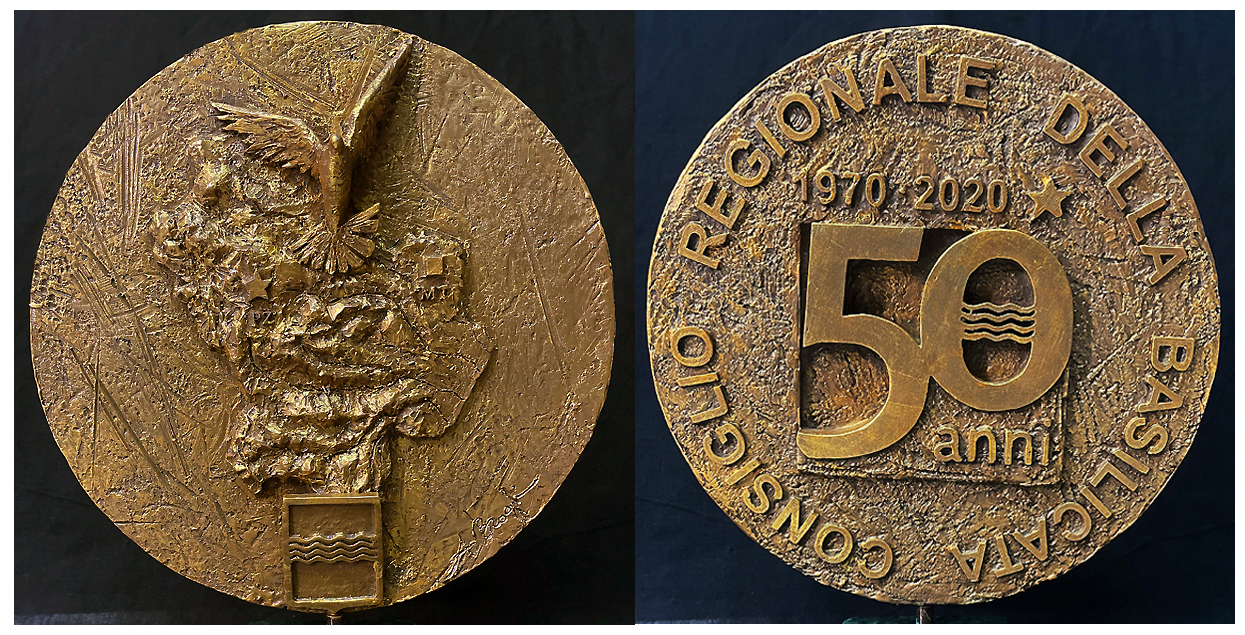 PZ
MT
CONSIGLIO REGIONALE DELLA BASILICATA
1970 · 2020
50
anni